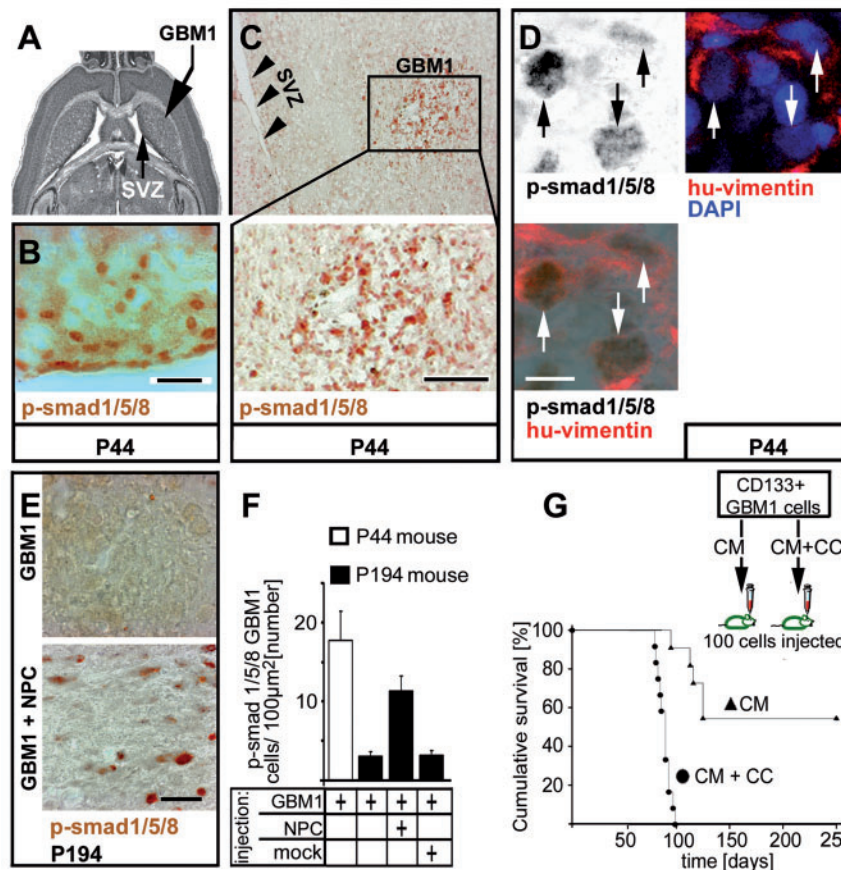 A
GBM1
SVZ
B
p-smad1/5/8
P44
C
SVZ
GBM1
p-smad1/5/8
P44
D
p-smad1/5/8
hu-vimentin
DAPI
p-smad1/5/8
hu-vimentin
P44
E
GBM1
GBM1 + NPC
p-smad1/5/8
P194
F
P44 mouse
P194 mouse
p-smad 1/5/8 GBM1
cells/ 100µm² [number]
20
10
injection:
GBM1 + + + +
NPC +
mock +
G
CD133+
GBM1 cells
CM CM+CC
100 cells injected
Cumulative survival [%]
100
80
60
40
20
CM
CM + CC
50 100 150 200 25
time [days]